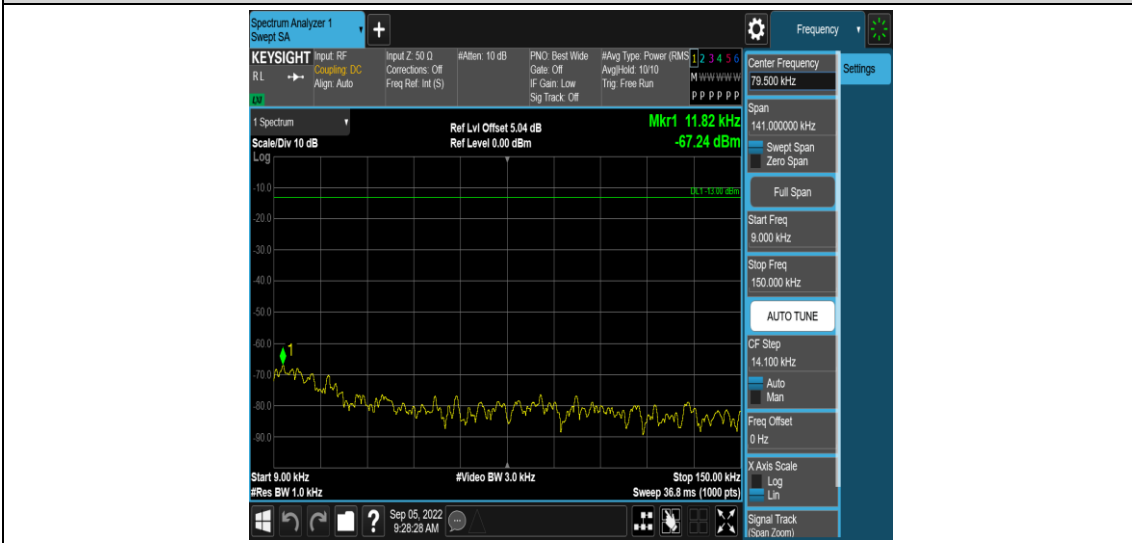 Spectrum Analyzer 1
Swept SA
Frequency
KEYSIGHT
R L
Input: RF
Coupling: DC
Align: Auto
Input Z: 50 Ω
Corrections: Off
Freq Ref: Int (S)
#Atten: 10 dB
PNO: Best Wide
Gate: Off
IF Gain: Low
Sig Track: Off
#Avg Type: Power (RMS
Avg|Hold: 10/10
Trig: Free Run
1 2 3 4 5 6
M W W W W W
P P P P P P
1 Spectrum
Scale/Div 10 dB
Log
Ref Lvl Offset 5.04 dB
Ref Level 0.00 dBm
Mkr1 11.82 kHz
-67.24 dBm
DL1 -13.00 dBm
-10.0
-20.0
-30.0
-40.0
-50.0
-60.0
-70.0
-80.0
-90.0
1
Start 9.00 kHz
#Res BW 1.0 kHz
#Video BW 3.0 kHz
Stop 150.00 kHz
Sweep 36.8 ms (1000 pts)
Center Frequency
79.500 kHz
Settings
Span
141.000000 kHz
Swept Span
Zero Span
Full Span
Start Freq
9.000 kHz
Stop Freq
150.000 kHz
AUTO TUNE
CF Step
14.100 kHz
Auto
Man
Freq Offset
0 Hz
X Axis Scale
Log
Lin
Signal Track
(Span Zoom)
?
Sep 05, 2022
9:28:28 AM